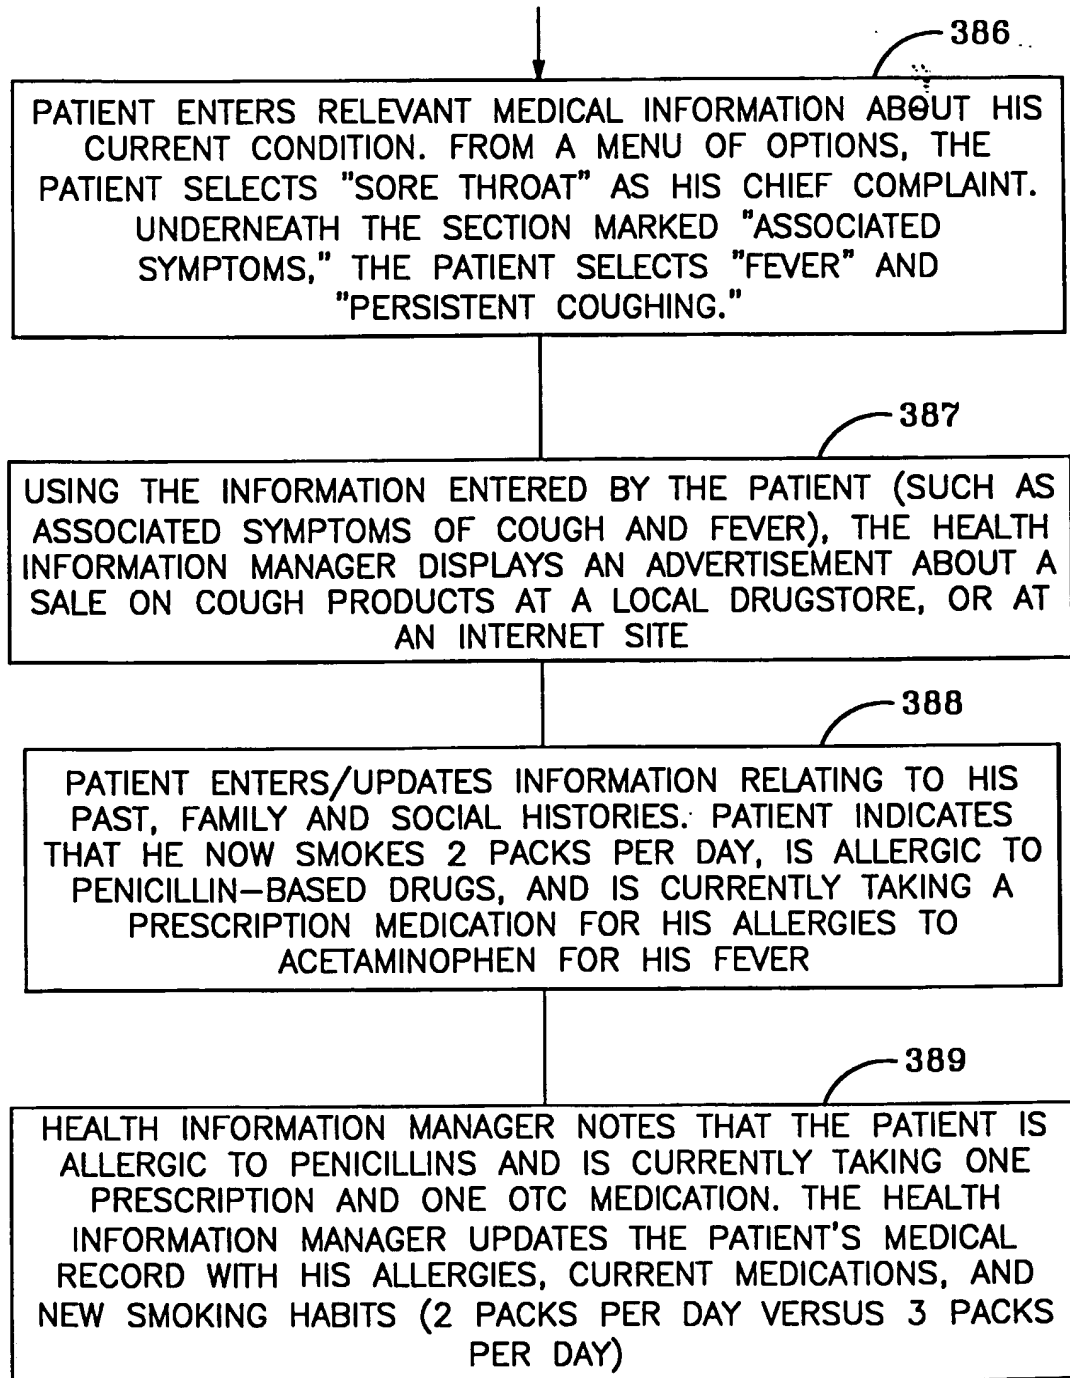 386
PATIENT ENTERS RELEVANT MEDICAL INFORMATION ABOUT HIS
CURRENT CONDITION. FROM A MENU OF OPTIONS, THE
PATIENT SELECTS "SORE THROAT" AS HIS CHIEF COMPLAINT.
UNDERNEATH THE SECTION MARKED "ASSOCIATED
SYMPTOMS," THE PATIENT SELECTS "FEVER" AND
"PERSISTENT COUGHING."
387
USING THE INFORMATION ENTERED BY THE PATIENT (SUCH AS
ASSOCIATED SYMPTOMS OF COUGH AND FEVER), THE HEALTH
INFORMATION MANAGER DISPLAYS AN ADVERTISEMENT ABOUT A
SALE ON COUGH PRODUCTS AT A LOCAL DRUGSTORE, OR AT
AN INTERNET SITE
388
PATIENT ENTERS/UPDATES INFORMATION RELATING TO HIS
PAST, FAMILY AND SOCIAL HISTORIES. PATIENT INDICATES
THAT HE NOW SMOKES 2 PACKS PER DAY, IS ALLERGIC TO
PENICILLIN-BASED DRUGS, AND IS CURRENTLY TAKING A
PRESCRIPTION MEDICATION FOR HIS ALLERGIES TO
ACETAMINOPHEN FOR HIS FEVER
389
HEALTH INFORMATION MANAGER NOTES THAT THE PATIENT IS
ALLERGIC TO PENICILLINS AND IS CURRENTLY TAKING ONE
PRESCRIPTION AND ONE OTC MEDICATION. THE HEALTH
INFORMATION MANAGER UPDATES THE PATIENT'S MEDICAL
RECORD WITH HIS ALLERGIES, CURRENT MEDICATIONS, AND
NEW SMOKING HABITS (2 PACKS PER DAY VERSUS 3 PACKS
PER DAY)